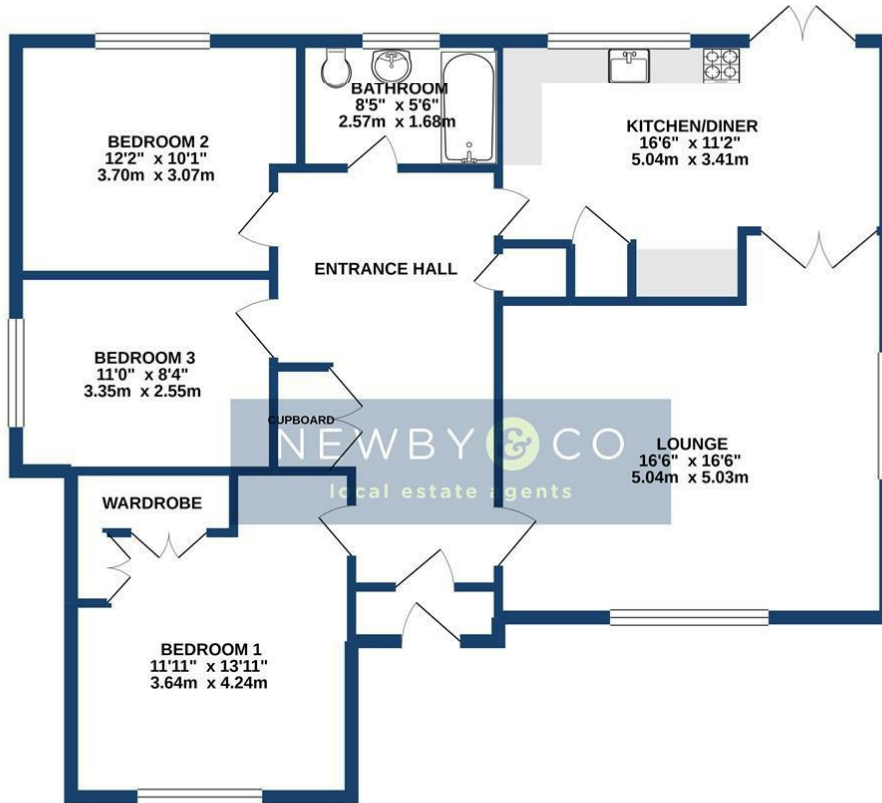 BATHROOM
8'5" x 5'6"
2.57m x 1.68m
BEDROOM 2
12'2" x 10'1"
3.70m x 3.07m
KITCHEN/DINER
16'6" x 11'2"
5.04m x 3.41m
ENTRANCE HALL
BEDROOM 3
11'0" x 8'4"
3.35m x 2.55m
CUPBOARD
NEWBY & CO
local estate agents
LOUNGE
16'6" x 16'6"
5.04m x 5.03m
WARDROBE
BEDROOM 1
11'11" x 13'11"
3.64m x 4.24m